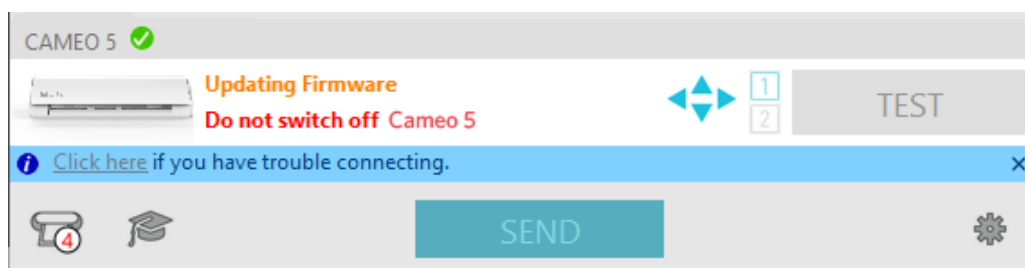 CAMEO 5
Updating Firmware
Do not switch off Cameo 5
1
2
TEST
Click here if you have trouble connecting.
4
SEND